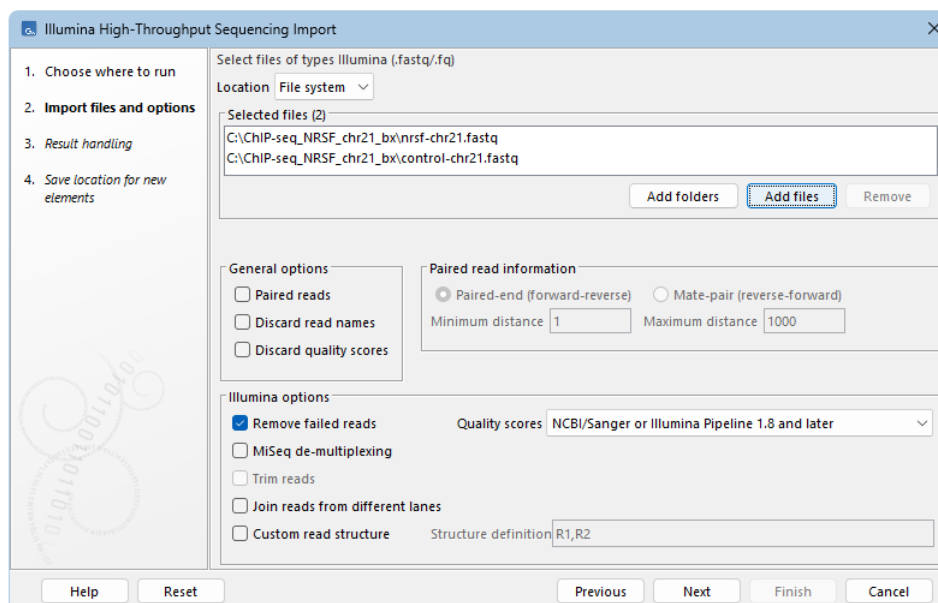 Illumina High-Throughput Sequencing Import
1. Choose where to run
2. Import files and options
3. Result handling
4. Save location for new
elements
Select files of types Illumina (.fastq/.fq)
Location File system
Selected files (2)
C:\ChIP-seq_NRSF_chr21_bx\nrsf-chr21.fastq
C:\ChIP-seq_NRSF_chr21_bx\control-chr21.fastq
Add folders Add files Remove
General options
Paired reads
Discard read names
Discard quality scores
Paired read information
Paired-end (forward-reverse) Mate-pair (reverse-forward)
Minimum distance 1 Maximum distance 1000
Illumina options
Remove failed reads Quality scores NCBI/Sanger or Illumina Pipeline 1.8 and later
MiSeq de-multiplexing
Trim reads
Join reads from different lanes
Custom read structure Structure definition R1,R2
Help Reset Previous Next Finish Cancel